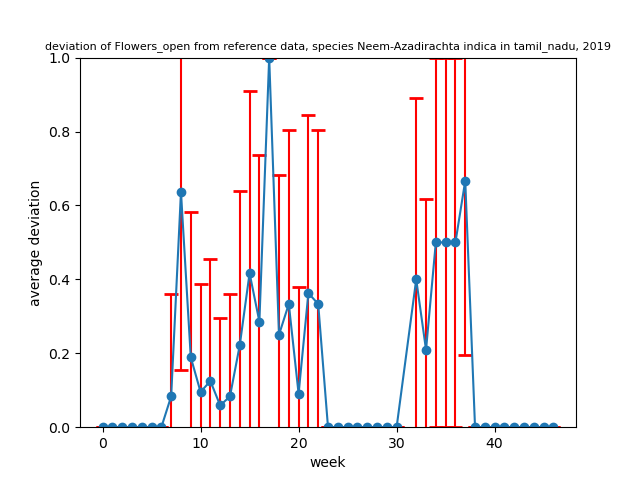 deviation of Flowers_open from reference data, species Neem-Azadirachta indica in tamil_nadu, 2019
1.0
0.8
0.6
0.4
0.2
0.0
average deviation
0 10 20 30 40
week